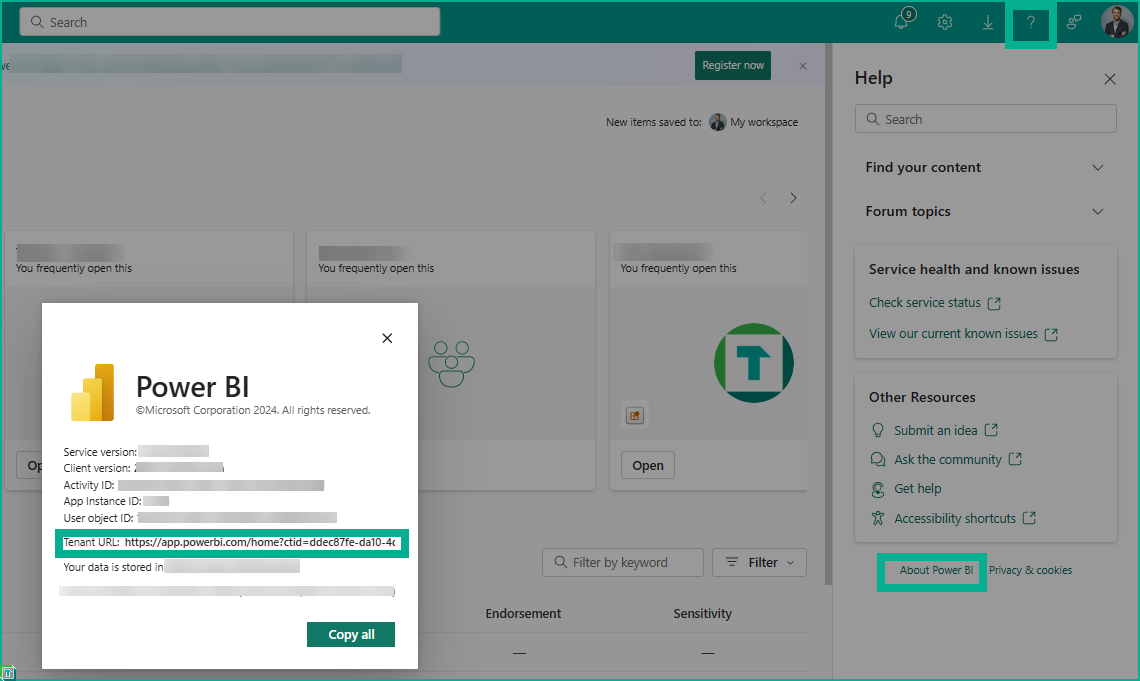 Search
9
?
Register now
New items saved to: My workspace
You frequently open this
You frequently open this
You frequently open this
Open
Power BI
©Microsoft Corporation 2024. All rights reserved.
Service version:
Client version:
Activity ID:
App Instance ID:
User object ID:
Tenant URL: https://app.powerbi.com/home?ctid=ddec87fe-da10-4c
Your data is stored in
Copy all
Filter by keyword
Filter
Endorsement
Sensitivity
—
—
Help
Search
Find your content
Forum topics
Service health and known issues
Check service status
View our current known issues
Other Resources
Submit an idea
Ask the community
Get help
Accessibility shortcuts
About Power BI
Privacy & cookies